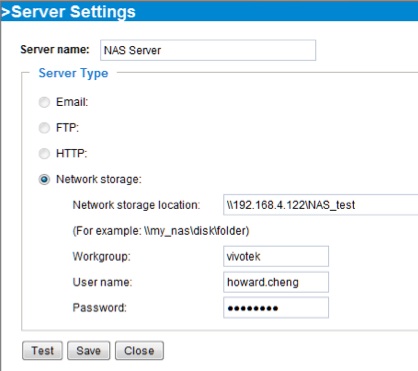 >Server Settings
Server name: NAS Server
Server Type
Email:
FTP:
HTTP:
Network storage:
Network storage location: \\192.168.4.122\NAS_test
(For example: \\my_nas\disk\folder)
Workgroup: vivotek
User name: howard.cheng
Password: ●●●●●●●●
Test Save Close